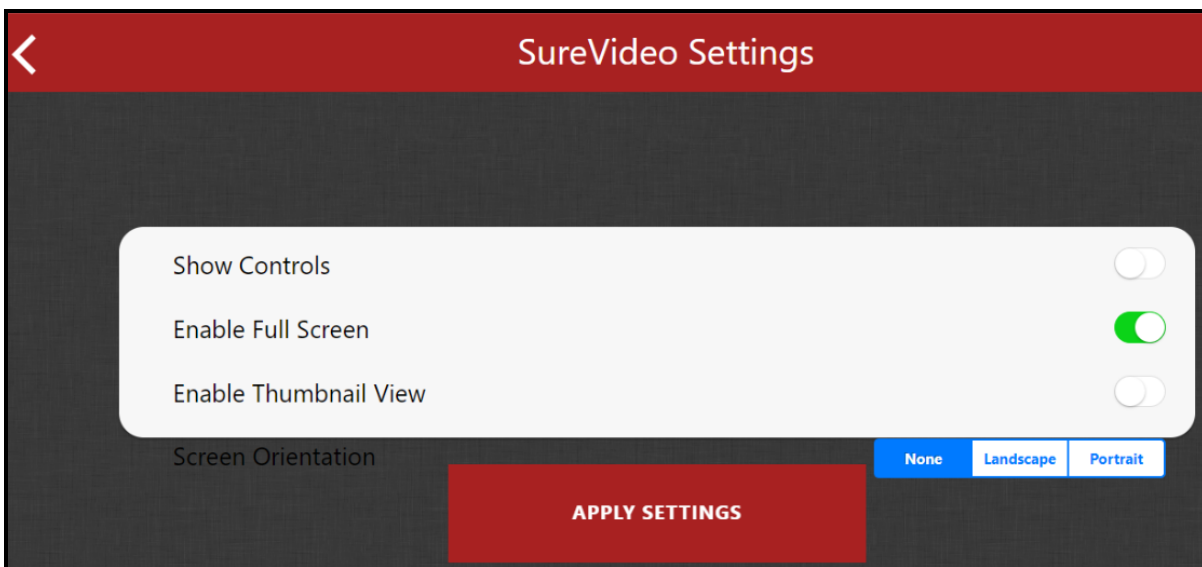 SureVideo Settings
Show Controls
Enable Full Screen
Enable Thumbnail View
Screen Orientation
None Landscape Portrait
APPLY SETTINGS